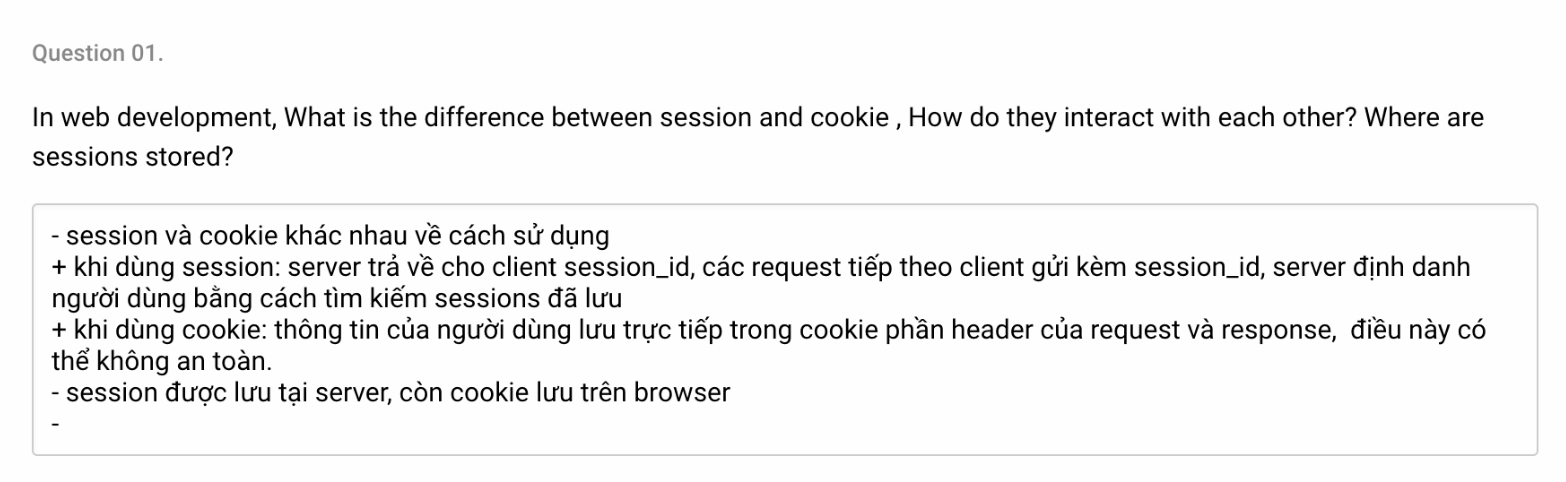 Question 01.
In web development, What is the difference between session and cookie , How do they interact with each other? Where are
sessions stored?
- session và cookie khác nhau về cách sử dụng
+ khi dùng session: server trả về cho client session_id, các request tiếp theo client gửi kèm session_id, server định danh
người dùng bằng cách tìm kiếm sessions đã lưu
+ khi dùng cookie: thông tin của người dùng lưu trực tiếp trong cookie phần header của request và response,  điều này có
thể không an toàn.
- session được lưu tại server, còn cookie lưu trên browser
-